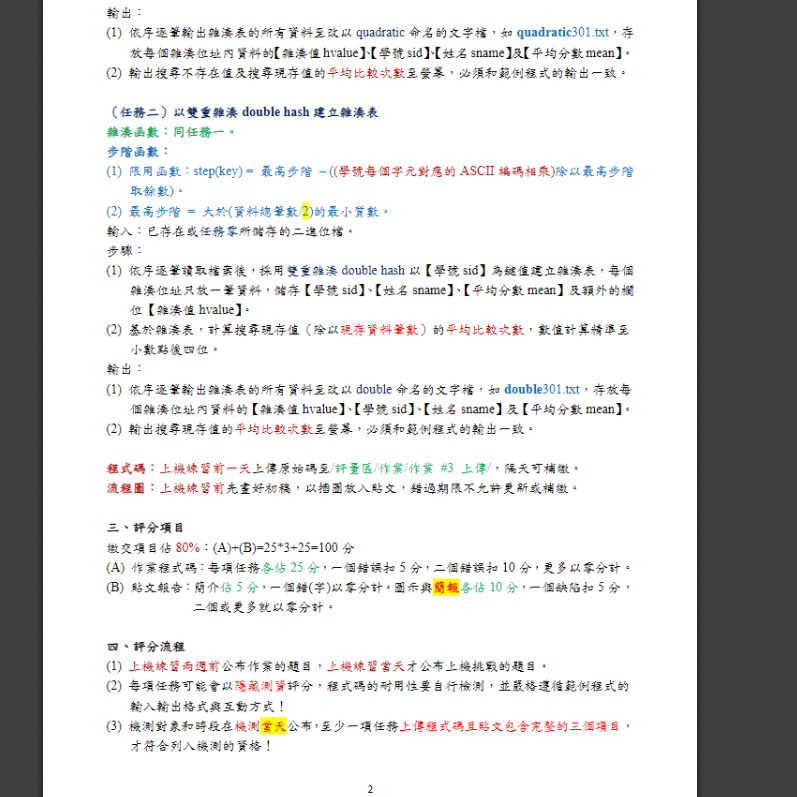 輸出：
(1) 依序逐筆輸出雜湊表的所有資料至改以 quadratic 命名的文字檔，如 quadratic301.txt，存
放每個雜湊位址內資料的【雜湊值 hvalue】、【學號 sid】、【姓名 sname】及【平均分數 mean】。
(2) 輸出搜尋不存在值及搜尋現存值的平均比較次數至螢幕，必須和範例程式的輸出一致。
（任務二）以雙重雜湊 double hash 建立雜湊表
雜湊函數：同任務一。
步階函數：
(1) 限用函數：step(key) = 最高步階 – ((學號每個字元對應的 ASCII 編碼相乘)除以最高步階
取餘數)。
(2) 最高步階 = 大於(資料總筆數/2)的最小質數。
輸入：已存在或任務零所儲存的二進位檔。
步驟：
(1) 依序逐筆讀取檔案後，採用雙重雜湊 double hash 以【學號 sid】為鍵值建立雜湊表，每個
雜湊位址只放一筆資料，儲存【學號 sid】、【姓名 sname】、【平均分數 mean】及額外的欄
位【雜湊值 hvalue】。
(2) 基於雜湊表，計算搜尋現存值（除以現存資料筆數）的平均比較次數，數值計算精準至
小數點後四位。
輸出：
(1) 依序逐筆輸出雜湊表的所有資料至改以 double 命名的文字檔，如 double301.txt，存放每
個雜湊位址內資料的【雜湊值 hvalue】、【學號 sid】、【姓名 sname】及【平均分數 mean】。
(2) 輸出搜尋現存值的平均比較次數至螢幕，必須和範例程式的輸出一致。
程式碼：上機練習前一天上傳原始碼至/評量區/作業/作業 #3 上傳/，隔天可補繳。
流程圖：上機練習前先畫好初稿，以插圖放入貼文，錯過期限不允許更新或補繳。
三、評分項目
繳交項目佔 80%：(A)+(B)=25*3+25=100 分
(A) 作業程式碼：每項任務各佔 25 分，一個錯誤扣 5 分，二個錯誤扣 10 分，更多以零分計。
(B) 貼文報告：簡介佔 5 分，一個錯(字)以零分計。圖示與簡報各佔 10 分，一個缺陷扣 5 分，
二個或更多就以零分計。
四、評分流程
(1) 上機練習兩週前公布作業的題目，上機練習當天才公布上機挑戰的題目。
(2) 每項任務可能會以隱藏測資評分，程式碼的耐用性要自行檢測，並嚴格遵循範例程式的
輸入輸出格式與互動方式！
(3) 機測對象和時段在機測當天公布，至少一項任務上傳程式碼且貼文包含完整的三個項目，
才符合列入機測的資格！
2